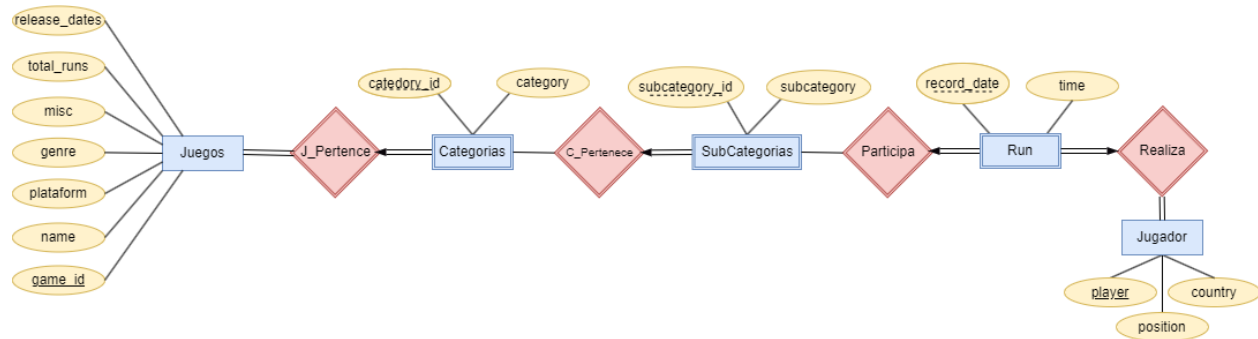 release_dates
total_runs
misc
genre
plataform
name
game_id
Juegos
J_Pertence
catedory_id
category
Categorias
C_Pertenece
subcategory_id
subcategory
SubCategorias
Participa
record_date
time
Run
Realiza
Jugador
player
position
country